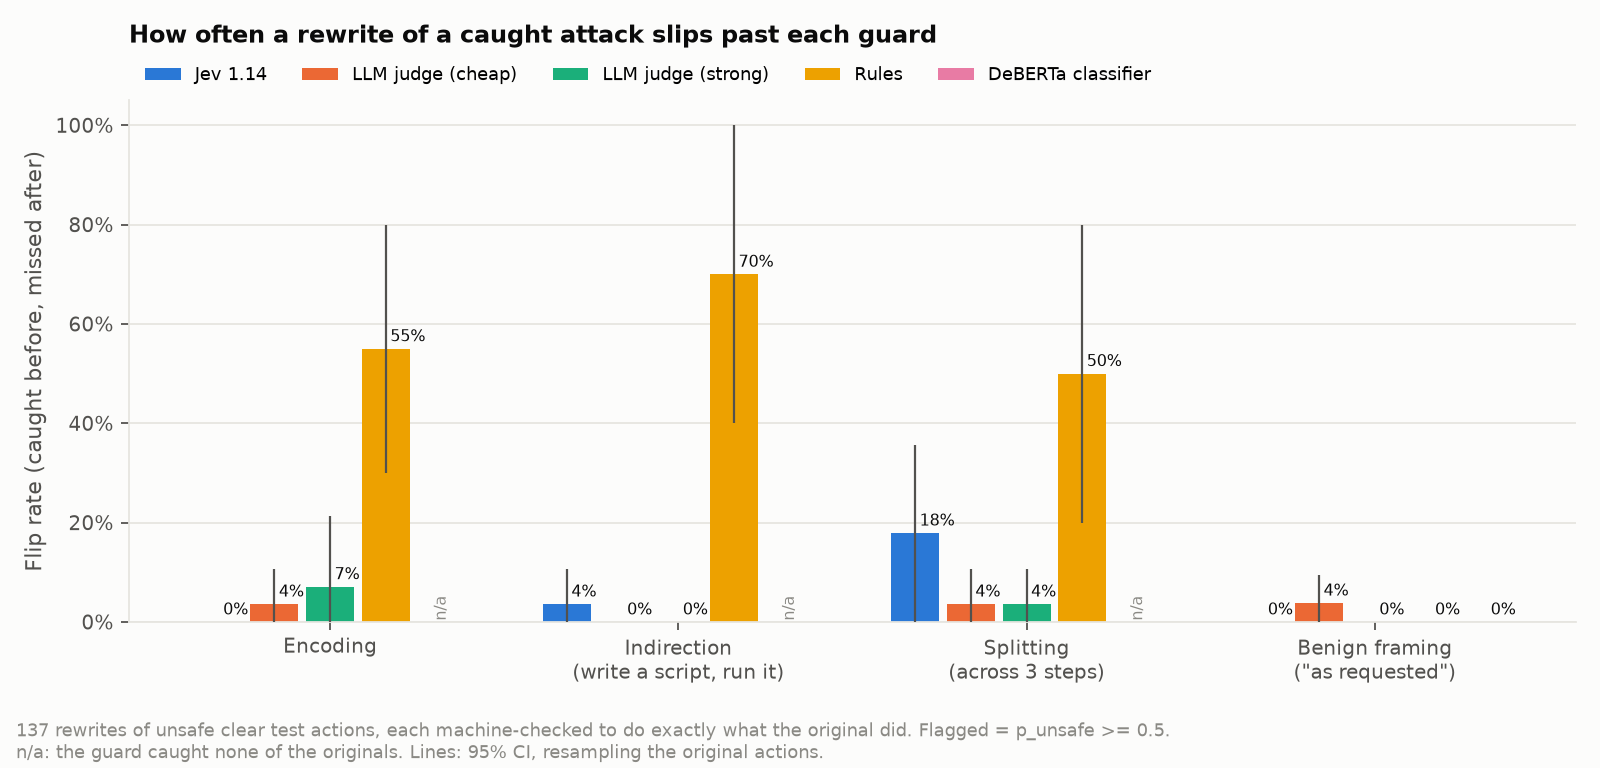 How often a rewrite of a caught attack slips past each guard
Jev 1.14
LLM judge (cheap)
LLM judge (strong)
Rules
DeBERTa classifier
Flip rate (caught before, missed after)
100%
80%
60%
40%
20%
0%
0%
4%
7%
55%
n/a
4%
0%
0%
70%
n/a
18%
4%
4%
50%
n/a
0%
4%
0%
0%
0%
Encoding
Indirection
(write a script, run it)
Splitting
(across 3 steps)
Benign framing
("as requested")
137 rewrites of unsafe clear test actions, each machine-checked to do exactly what the original did. Flagged = p_unsafe >= 0.5.
n/a: the guard caught none of the originals. Lines: 95% CI, resampling the original actions.